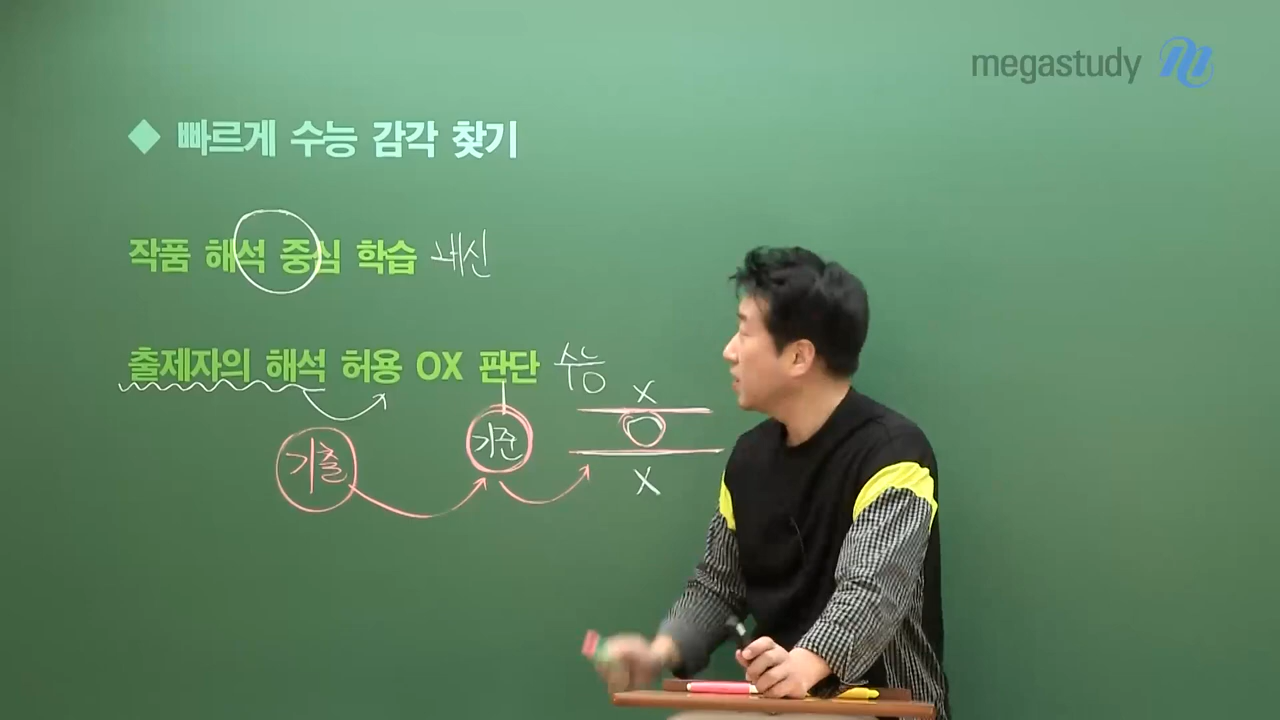 megastudy
◆ 빠르게 수능 감각 찾기
작품 해석 중심 학습 내신
출제자의 해석 허용 OX 판단 수능
X
기출 기준 O
X